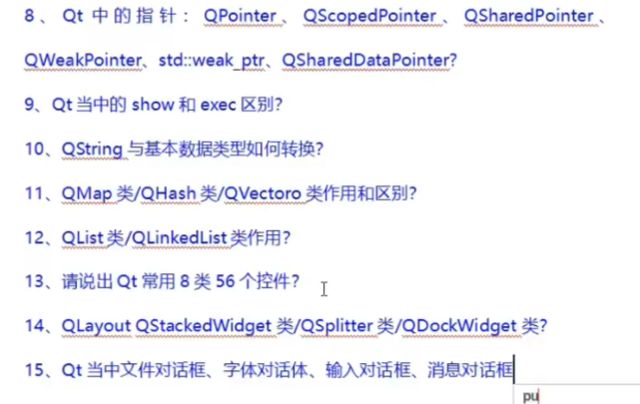 8、Qt 中的指针：QPointer、QScopedPointer、QSharedPointer、
QWeakPointer、std::weak_ptr、QSharedDataPointer?
9、Qt 当中的 show 和 exec 区别?
10、QString 与基本数据类型如何转换?
11、QMap 类/QHash 类/QVectoro 类作用和区别?
12、QList 类/QLinkedList 类作用?
13、请说出 Qt 常用 8 类 56 个控件?
14、QLayout QStackedWidget 类/QSplitter 类/QDockWidget 类?
15、Qt 当中文件对话框、字体对话体、输入对话框、消息对话框
pu